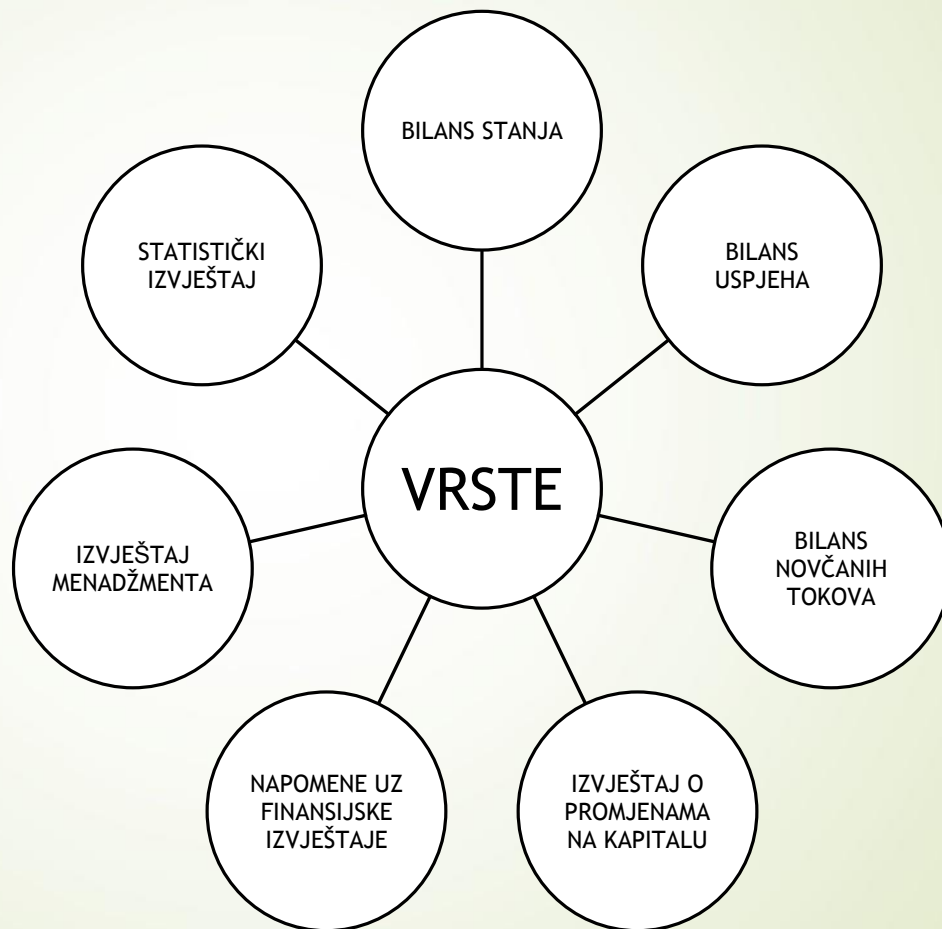 BILANS STANJA
BILANS
USPJEHA
BILANS
NOVČANIH
TOKOVA
IZVJEŠTAJ O
PROMJENAMA
NA KAPITALU
NAPOMENE UZ
FINANSIJSKE
IZVJEŠTAJE
IZVJEŠTAJ
MENADŽMENTA
STATISTIČKI
IZVJEŠTAJ
VRSTE